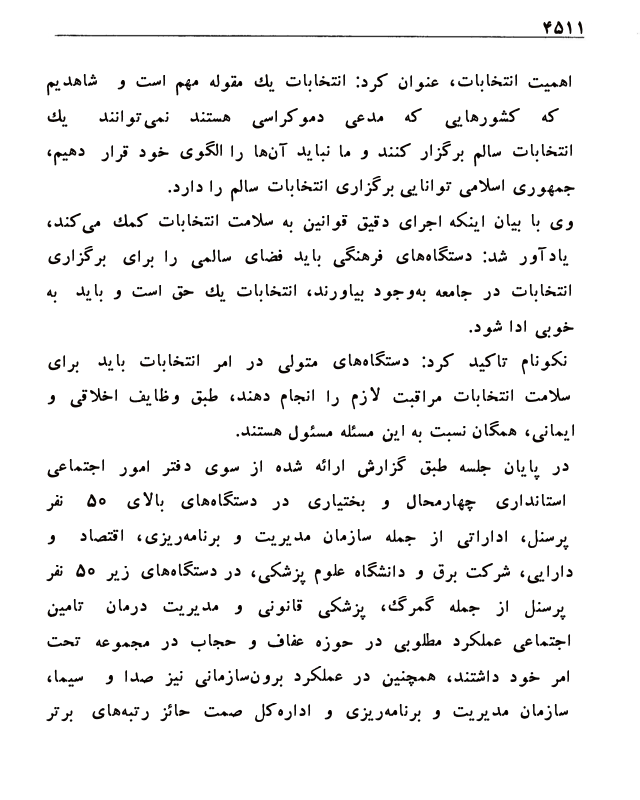 ۴۵۱۱
اهمیت انتخابات، عنوان کرد: انتخابات یك مقوله مهم است و شاهدیم
که کشورهایی که مدعی دموکراسی هستند نمی‌توانند یك
انتخابات سالم برگزار کنند و ما نباید آن‌ها را الگوی خود قرار دهیم،
جمهوری اسلامی توانایی برگزاری انتخابات سالم را دارد.
وی با بیان اینکه اجرای دقیق قوانین به سلامت انتخابات کمك می‌کند،
یادآور شد: دستگاه‌های فرهنگی باید فضای سالمی را برای برگزاری
انتخابات در جامعه به‌وجود بیاورند، انتخابات یك حق است و باید به
خوبی ادا شود.
نکونام تاکید کرد: دستگاه‌های متولی در امر انتخابات باید برای
سلامت انتخابات مراقبت لازم را انجام دهند، طبق وظایف اخلاقی و
ایمانی، همگان نسبت به این مسئله مسئول هستند.
در پایان جلسه طبق گزارش ارائه شده از سوی دفتر امور اجتماعی
استانداری چهارمحال و بختیاری در دستگاه‌های بالای ۵۰ نفر
پرسنل، اداراتی از جمله سازمان مدیریت و برنامه‌ریزی، اقتصاد و
دارایی، شرکت برق و دانشگاه علوم پزشکی، در دستگاه‌های زیر ۵۰ نفر
پرسنل از جمله گمرگ، پزشکی قانونی و مدیریت درمان تامین
اجتماعی عملکرد مطلوبی در حوزه عفاف و حجاب در مجموعه تحت
امر خود داشتند، همچنین در عملکرد برون‌سازمانی نیز صدا و سیما،
سازمان مدیریت و برنامه‌ریزی و اداره‌کل صمت حائز رتبه‌های برتر